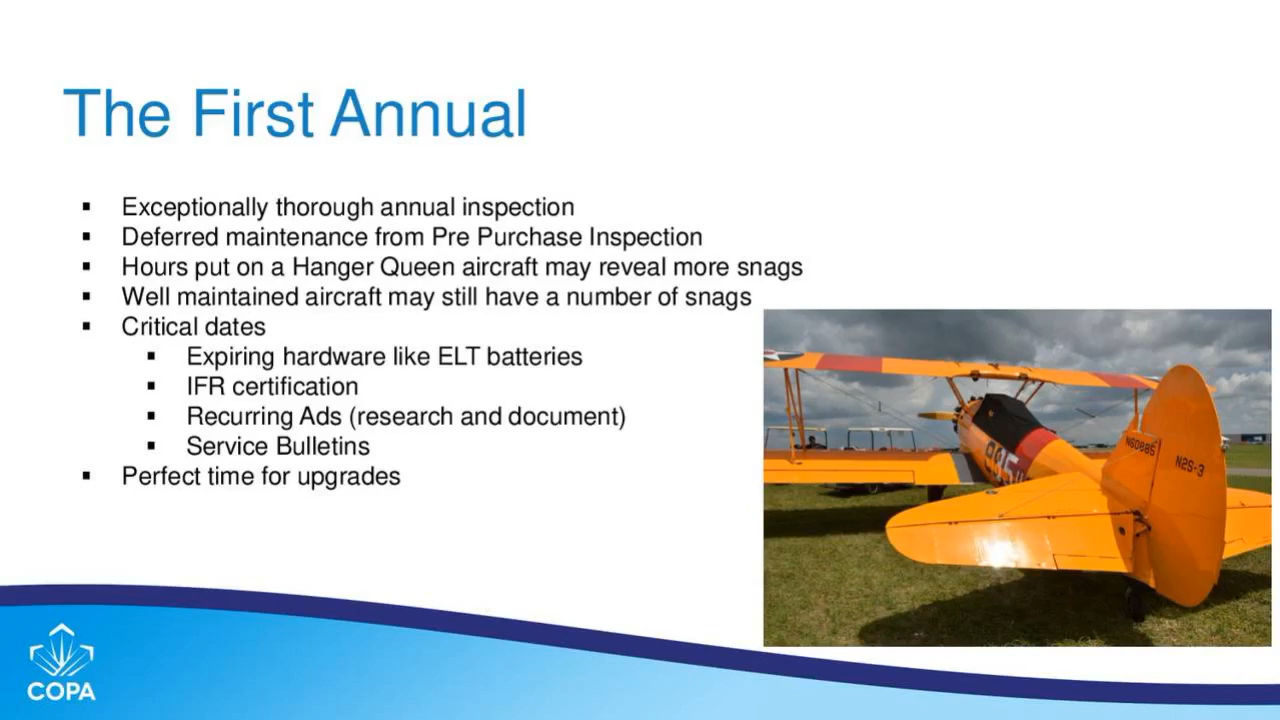 The First Annual
▪ Exceptionally thorough annual inspection
▪ Deferred maintenance from Pre Purchase Inspection
▪ Hours put on a Hanger Queen aircraft may reveal more snags
▪ Well maintained aircraft may still have a number of snags
▪ Critical dates
▪ Expiring hardware like ELT batteries
▪ IFR certification
▪ Recurring Ads (research and document)
▪ Service Bulletins
▪ Perfect time for upgrades
N60885
N2S-3
COPA